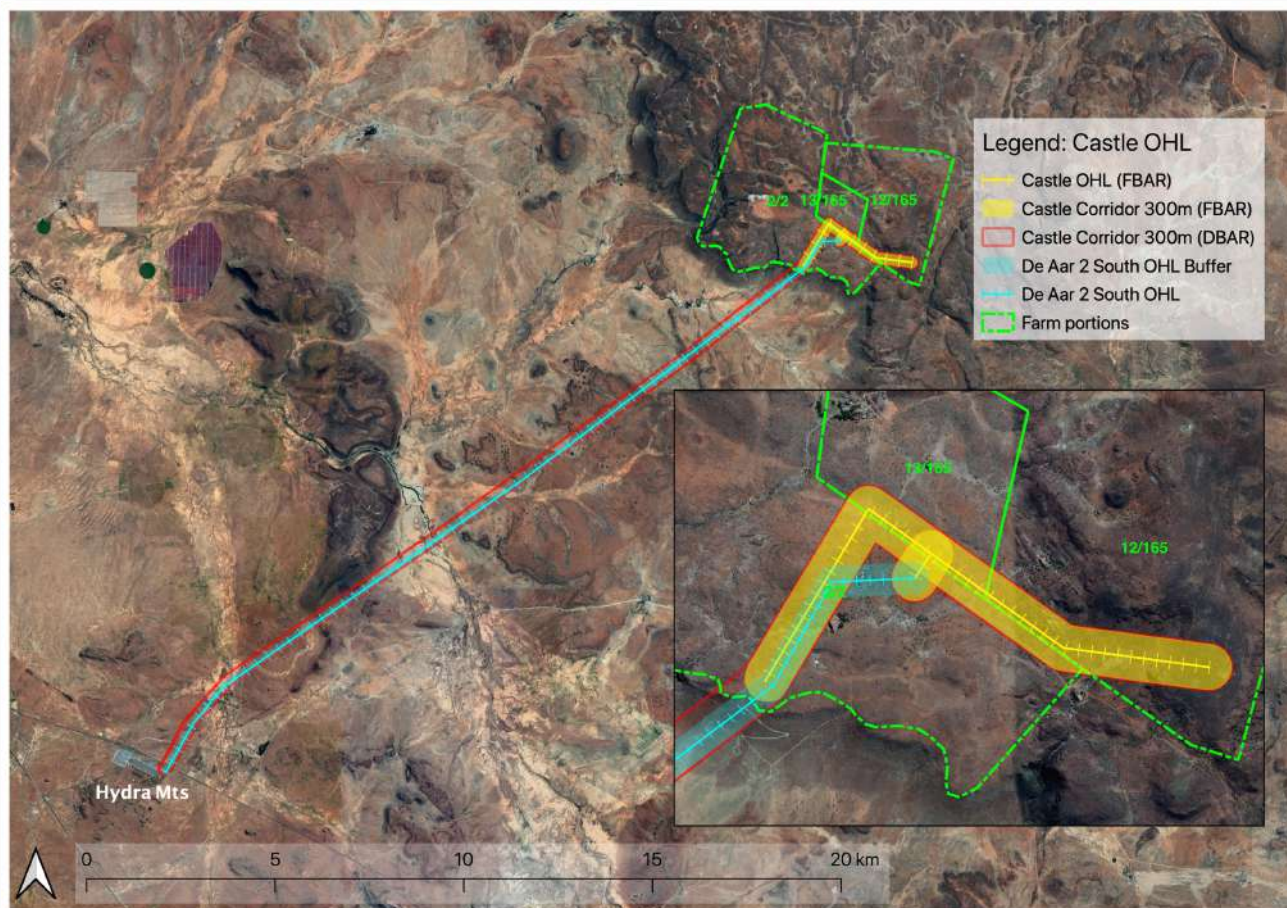 Legend: Castle OHL
Castle OHL (FBAR)
Castle Corridor 300m (FBAR)
Castle Corridor 300m (DBAR)
De Aar 2 South OHL Buffer
De Aar 2 South OHL
Farm portions
2/2
13/165
12/165
13/165
12/165
Hydra Mts
0
5
10
15
20 km